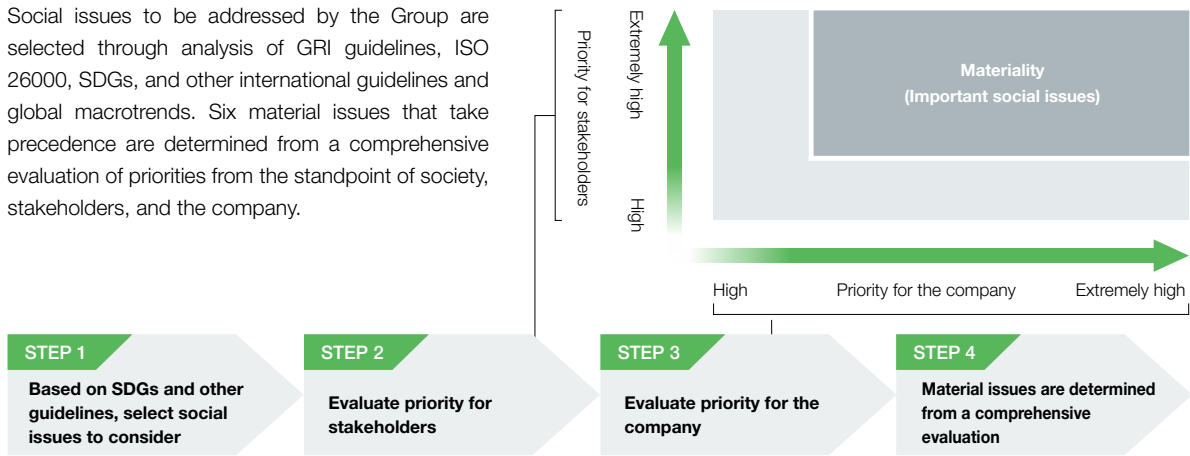 Social issues to be addressed by the Group are
selected through analysis of GRI guidelines, ISO
26000, SDGs, and other international guidelines and
global macrotrends. Six material issues that take
precedence are determined from a comprehensive
evaluation of priorities from the standpoint of society,
stakeholders, and the company.
Priority for stakeholders
Extremely high
High
Materiality
(Important social issues)
High
Priority for the company
Extremely high
STEP 1
Based on SDGs and other
guidelines, select social
issues to consider
STEP 2
Evaluate priority for
stakeholders
STEP 3
Evaluate priority for the
company
STEP 4
Material issues are determined
from a comprehensive
evaluation